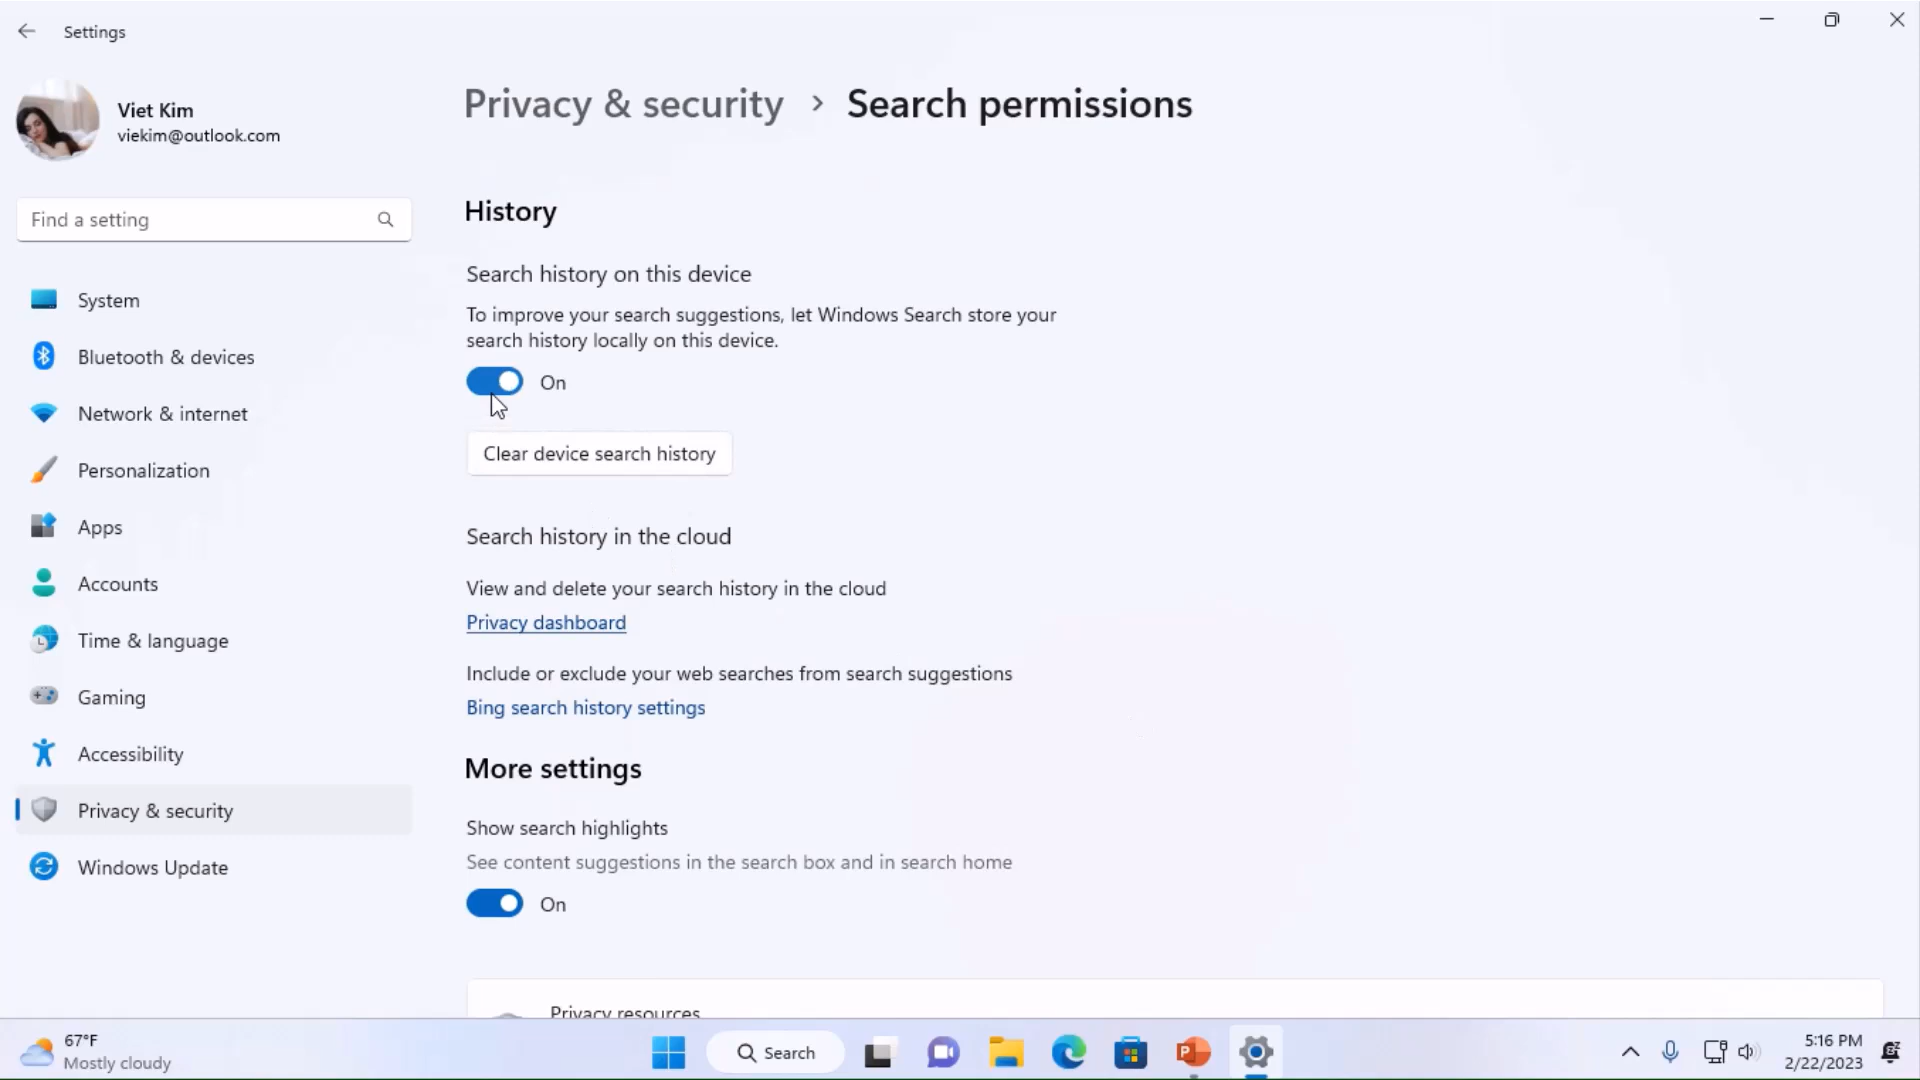 Settings
Viet Kim
viekim@outlook.com
Find a setting
System
Bluetooth & devices
Network & internet
Personalization
Apps
Accounts
Time & language
Gaming
Accessibility
Privacy & security
Windows Update
Privacy & security > Search permissions
History
Search history on this device
To improve your search suggestions, let Windows Search store your
search history locally on this device.
On
Clear device search history
Search history in the cloud
View and delete your search history in the cloud
Privacy dashboard
Include or exclude your web searches from search suggestions
Bing search history settings
More settings
Show search highlights
See content suggestions in the search box and in search home
On
Privacy resources
67°F
Mostly cloudy
Search
5:16 PM
2/22/2023